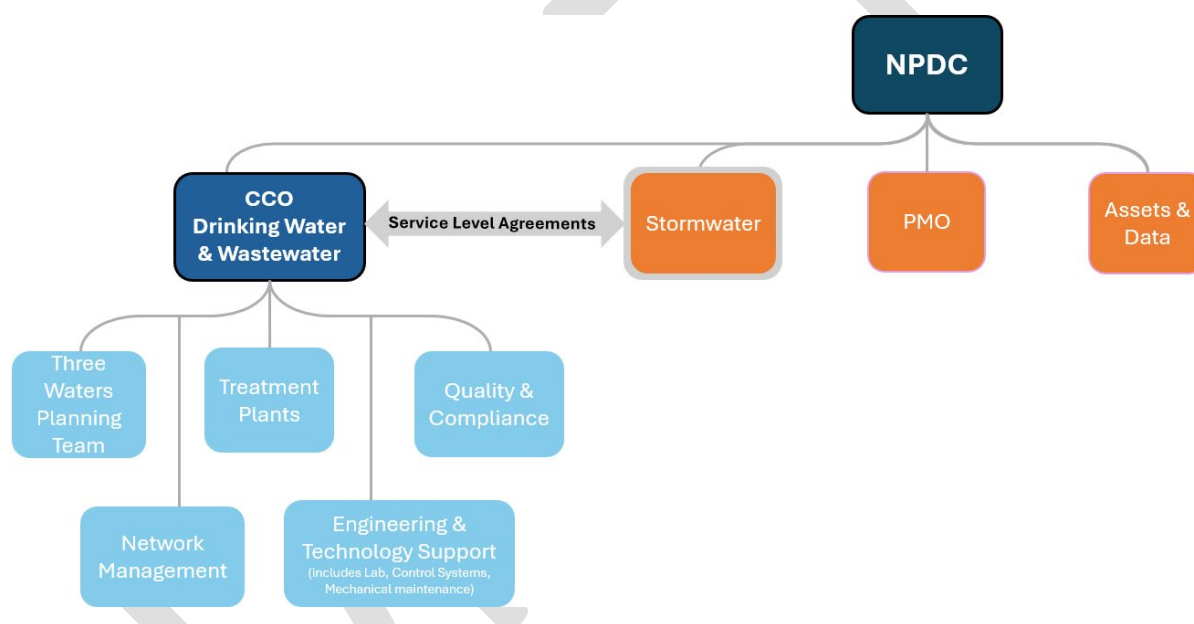 NPDC
CCO
Drinking Water
& Wastewater
Service Level Agreements
Stormwater
PMO
Assets &
Data
Three
Waters
Planning
Team
Treatment
Plants
Quality &
Compliance
Network
Management
Engineering &
Technology Support
(includes Lab, Control Systems,
Mechanical maintenance)